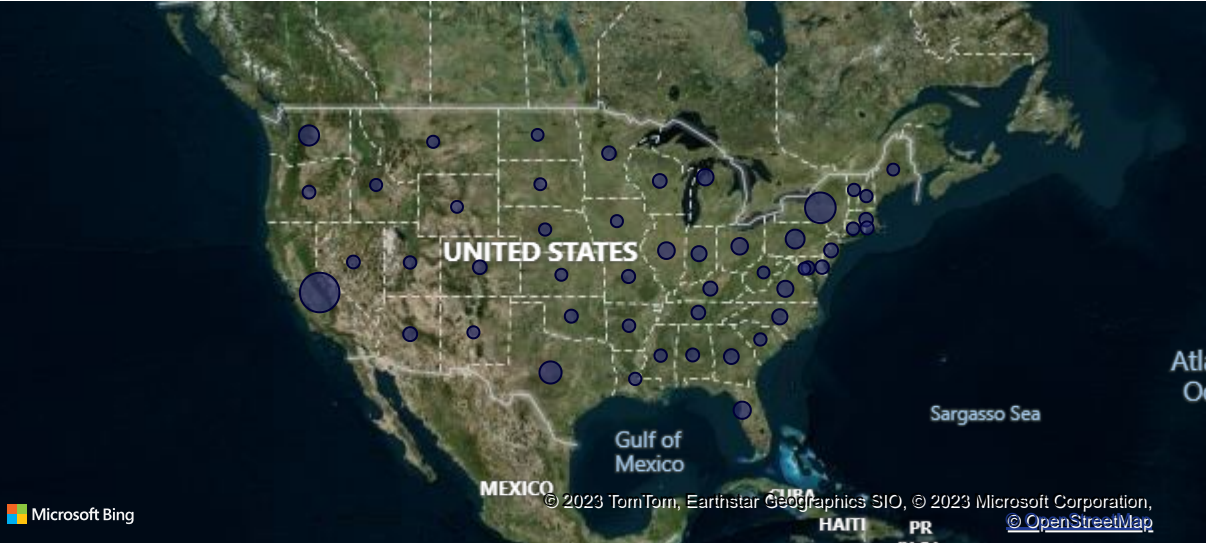 UNITED STATES
Atla
Oc
Sargasso Sea
Gulf of
Mexico
MEXICO
CUBA
© 2023 TomTom, Earthstar Geographics SIO, © 2023 Microsoft Corporation,
Microsoft Bing
HAITI
PR
© OpenStreetMap